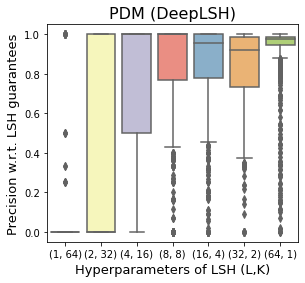 PDM (DeepLSH)
Precision w.r.t. LSH guarantees
1.0
0.8
0.6
0.4
0.2
0.0
(1, 64) (2, 32) (4, 16) (8, 8) (16, 4) (32, 2) (64, 1)
Hyperparameters of LSH (L,K)